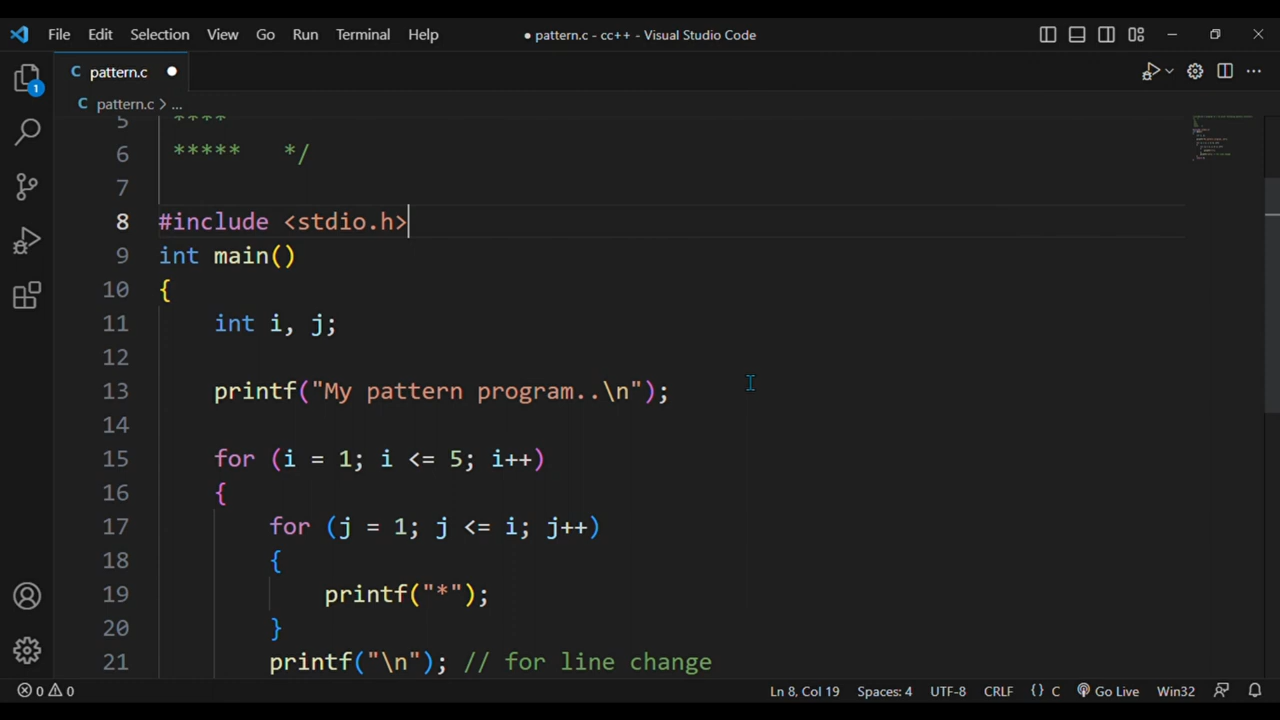 File Edit Selection View Go Run Terminal Help ● pattern.c - cc++ - Visual Studio Code
C pattern.c ●
C pattern.c > ...
1
5 ****
6 ***** */
7
8 #include <stdio.h>
9 int main()
10 {
11 int i, j;
12
13 printf("My pattern program..\n");
14
15 for (i = 1; i <= 5; i++)
16 {
17 for (j = 1; j <= i; j++)
18 {
19 printf("*");
20 }
21 printf("\n"); // for line change
0 0 Ln 8, Col 19 Spaces: 4 UTF-8 CRLF {} C Go Live Win32